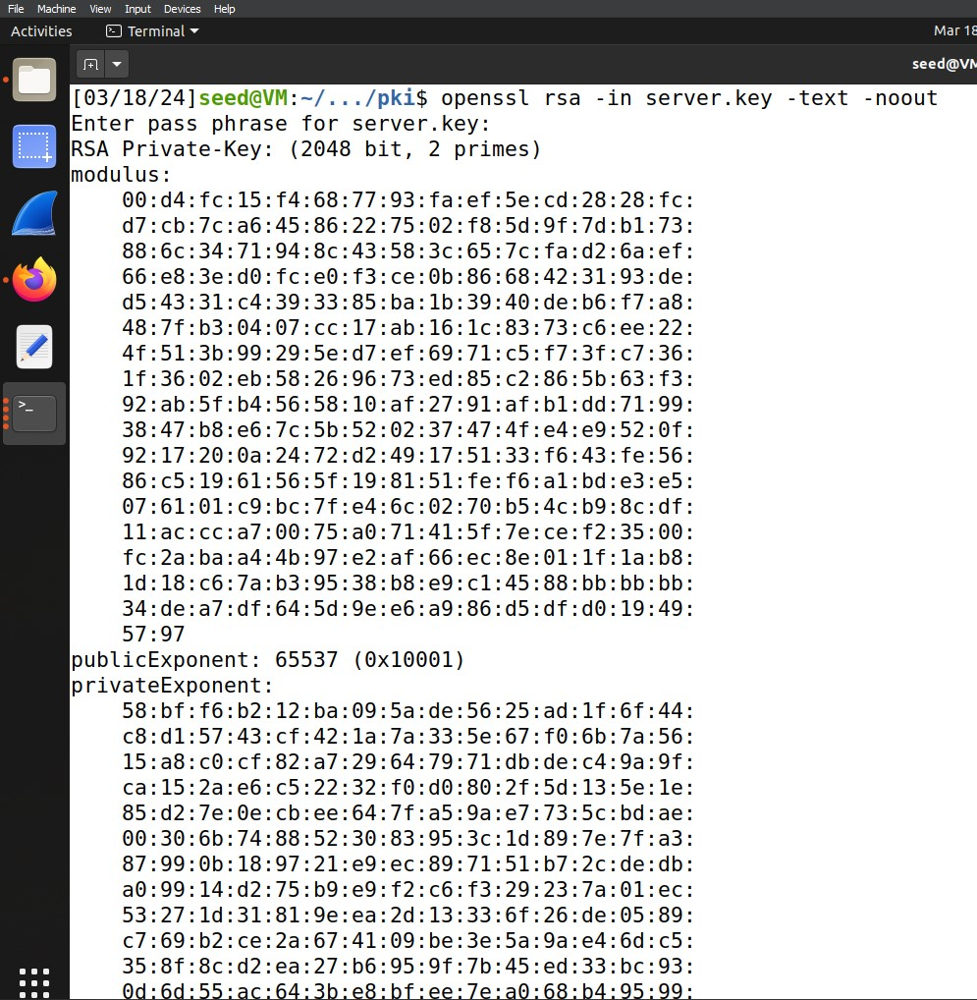 File Machine View Input Devices Help
Activities Terminal Mar 18
seed@VM
[03/18/24]seed@VM:~/.../pki$ openssl rsa -in server.key -text -noout
Enter pass phrase for server.key:
RSA Private-Key: (2048 bit, 2 primes)
modulus:
00:d4:fc:15:f4:68:77:93:fa:ef:5e:cd:28:28:fc:
d7:cb:7c:a6:45:86:22:75:02:f8:5d:9f:7d:b1:73:
88:6c:34:71:94:8c:43:58:3c:65:7c:fa:d2:6a:ef:
66:e8:3e:d0:fc:e0:f3:ce:0b:86:68:42:31:93:de:
d5:43:31:c4:39:33:85:ba:1b:39:40:de:b6:f7:a8:
48:7f:b3:04:07:cc:17:ab:16:1c:83:73:c6:ee:22:
4f:51:3b:99:29:5e:d7:ef:69:71:c5:f7:3f:c7:36:
1f:36:02:eb:58:26:96:73:ed:85:c2:86:5b:63:f3:
92:ab:5f:b4:56:58:10:af:27:91:af:b1:dd:71:99:
38:47:b8:e6:7c:5b:52:02:37:47:4f:e4:e9:52:0f:
92:17:20:0a:24:72:d2:49:17:51:33:f6:43:fe:56:
86:c5:19:61:56:5f:19:81:51:fe:f6:a1:bd:e3:e5:
07:61:01:c9:bc:7f:e4:6c:02:70:b5:4c:b9:8c:df:
11:ac:cc:a7:00:75:a0:71:41:5f:7e:ce:f2:35:00:
fc:2a:ba:a4:4b:97:e2:af:66:ec:8e:01:1f:1a:b8:
1d:18:c6:7a:b3:95:38:b8:e9:c1:45:88:bb:bb:bb:
34:de:a7:df:64:5d:9e:e6:a9:86:d5:df:d0:19:49:
57:97
publicExponent: 65537 (0x10001)
privateExponent:
58:bf:f6:b2:12:ba:09:5a:de:56:25:ad:1f:6f:44:
c8:d1:57:43:cf:42:1a:7a:33:5e:67:f0:6b:7a:56:
15:a8:c0:cf:82:a7:29:64:79:71:db:de:c4:9a:9f:
ca:15:2a:e6:c5:22:32:f0:d0:80:2f:5d:13:5e:1e:
85:d2:7e:0e:cb:ee:64:7f:a5:9a:e7:73:5c:bd:ae:
00:30:6b:74:88:52:30:83:95:3c:1d:89:7e:7f:a3:
87:99:0b:18:97:21:e9:ec:89:71:51:b7:2c:de:db:
a0:99:14:d2:75:b9:e9:f2:c6:f3:29:23:7a:01:ec:
53:27:1d:31:81:9e:ea:2d:13:33:6f:26:de:05:89:
c7:69:b2:ce:2a:67:41:09:be:3e:5a:9a:e4:6d:c5:
35:8f:8c:d2:ea:27:b6:95:9f:7b:45:ed:33:bc:93:
0d:6d:55:ac:64:3b:e8:bf:ee:7e:a0:68:b4:95:99: